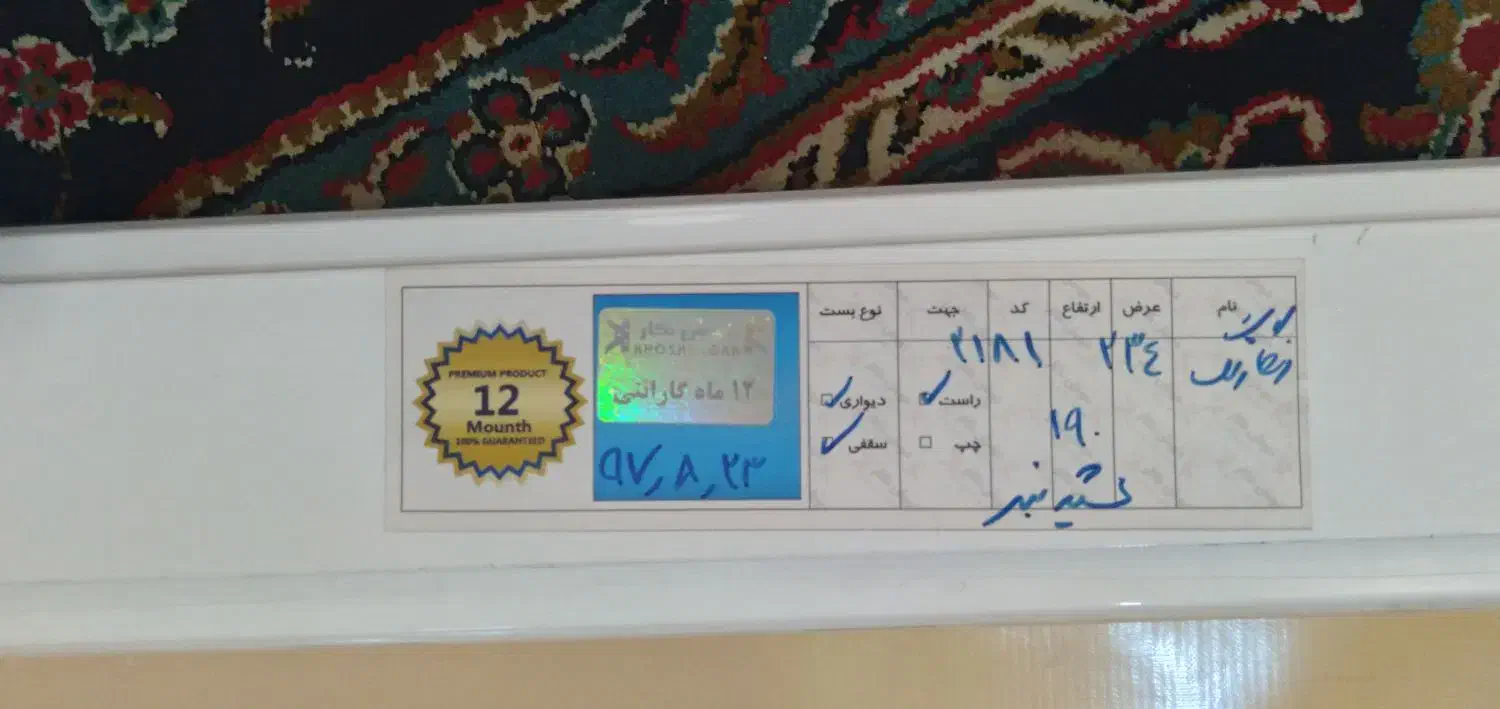 نام
عرض
ارتفاع
کد
جهت
نوع بست
۲۳۴
۲۱۸۱
راست
دیواری
۱۹۰
چپ
سقفی
KHOSHNEGAR
۱۲ ماه گارانتی
۹۷٫۸٫۲۳
PREMIUM PRODUCT
12
Mounth
100% GUARANTEED